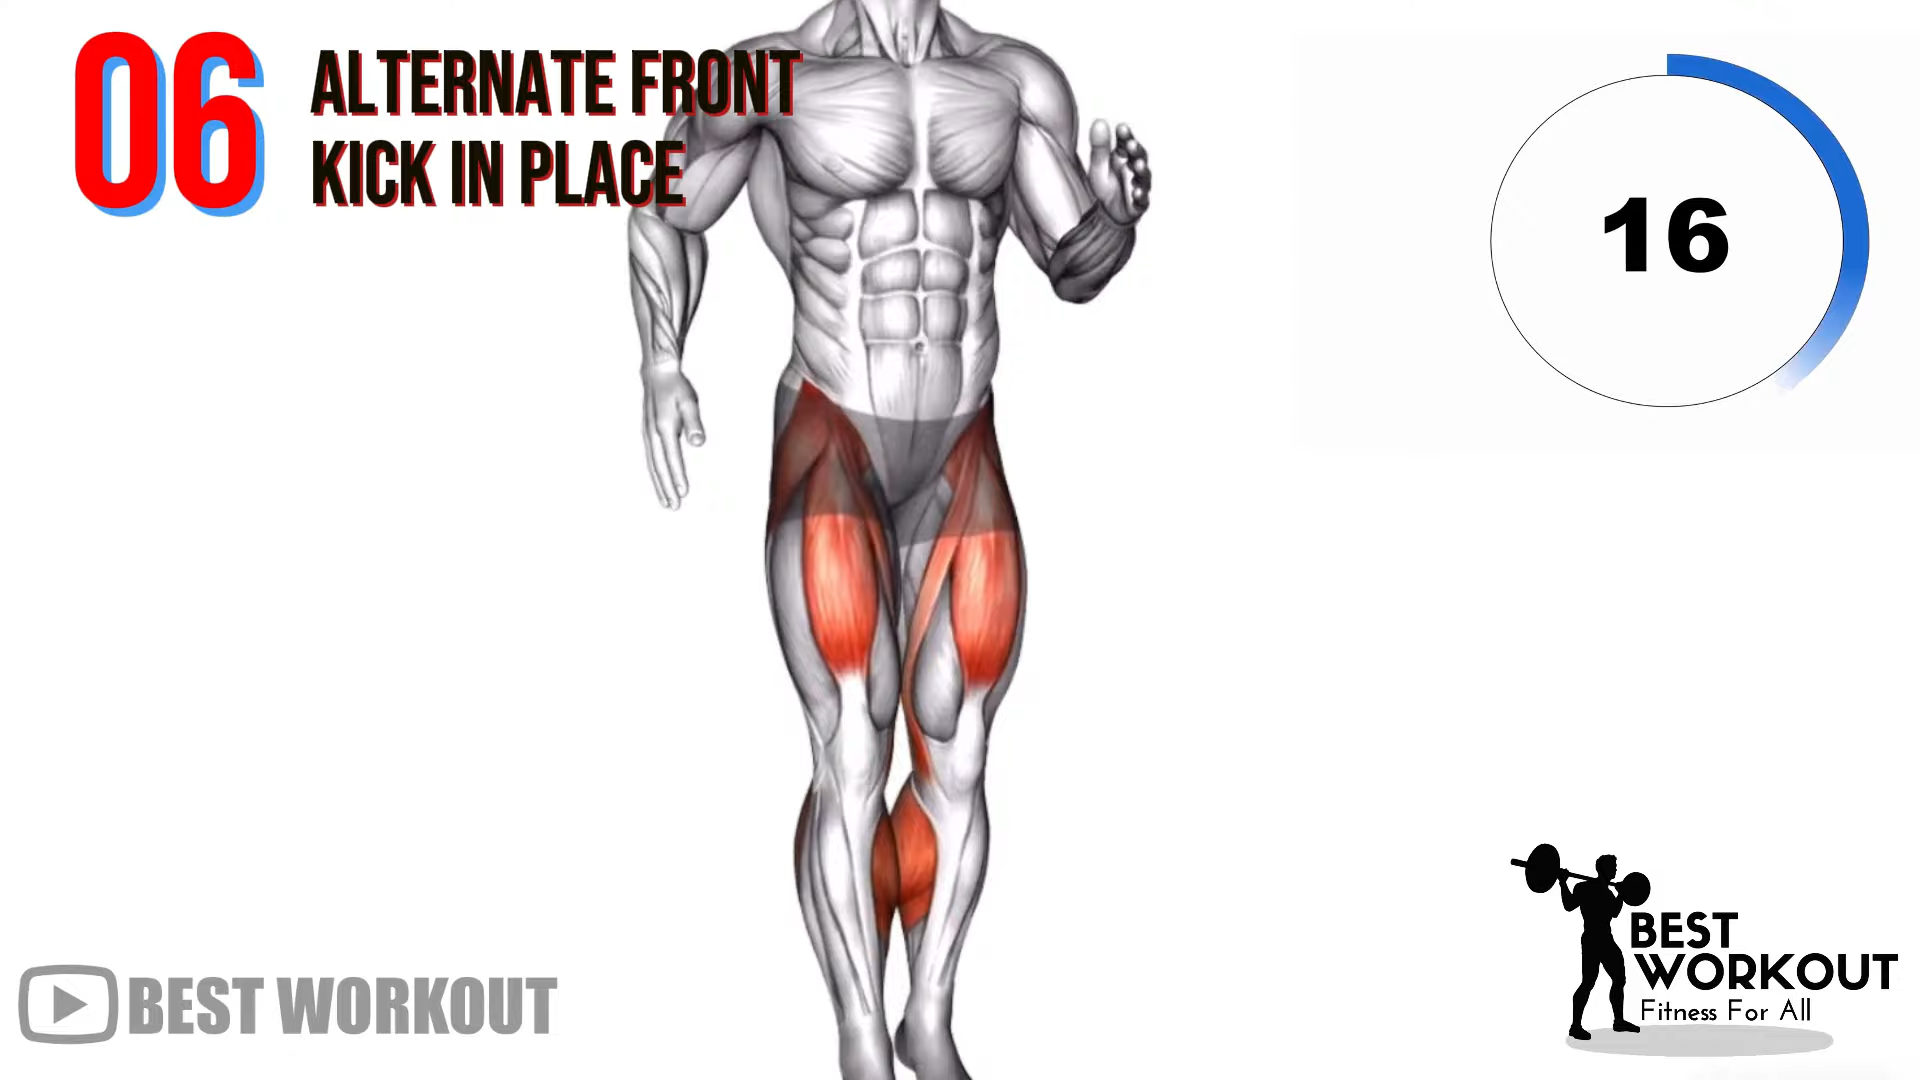 06
ALTERNATE FRONT
KICK IN PLACE
16
BEST WORKOUT
BEST
WORKOUT
Fitness For All